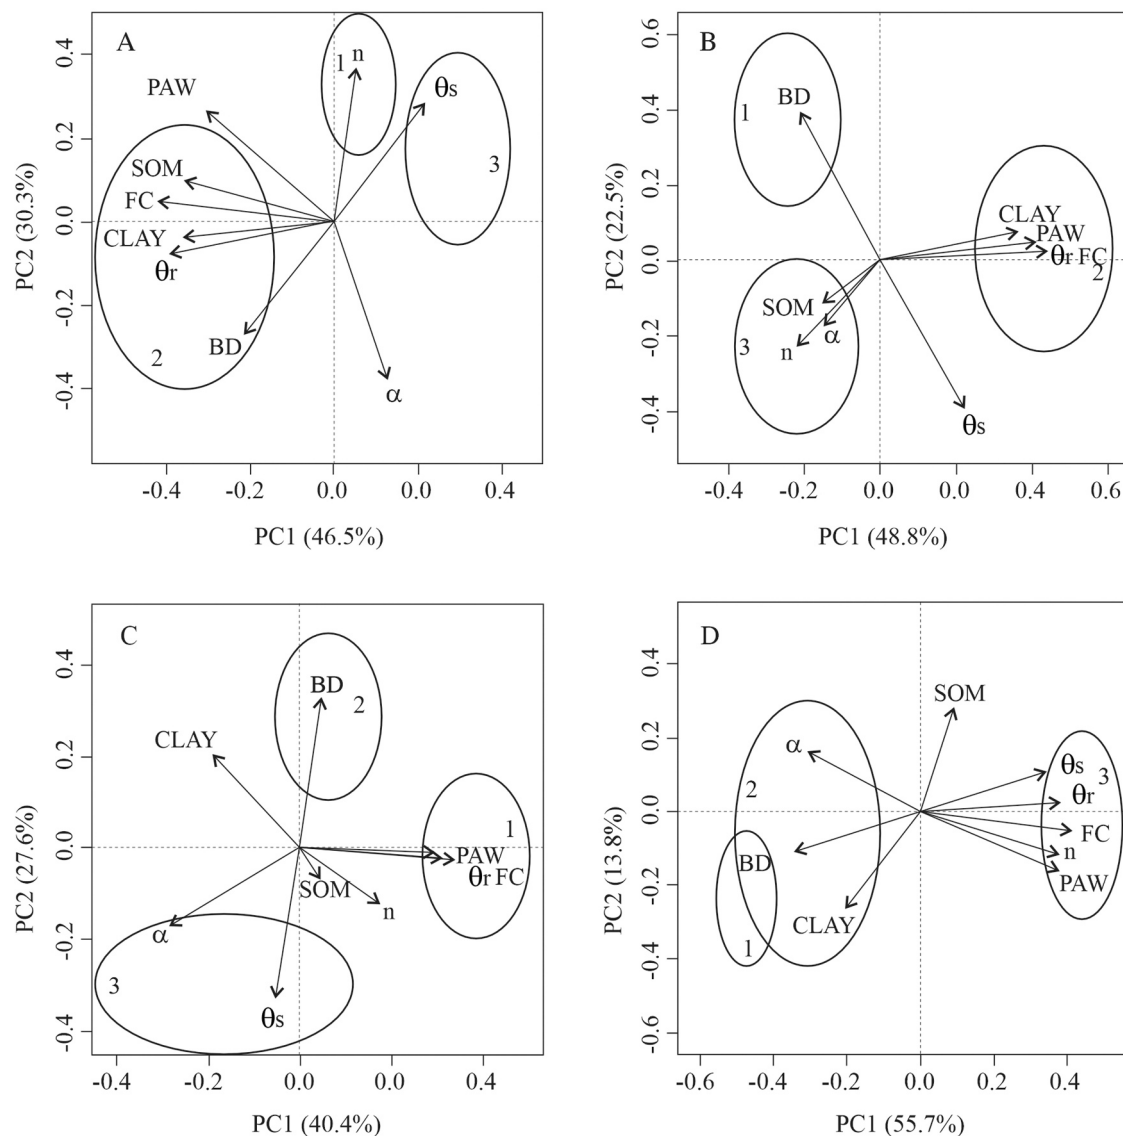 A
PAW
1 n
θs
3
SOM
FC
CLAY
θr
BD
2
α
PC2 (30.3%)
0.4
0.2
0.0
-0.2
-0.4
-0.4 -0.2 0.0 0.0 0.4
PC1 (46.5%)
B
1
BD
CLAY
PAW
θr FC
2
SOM
α
3 n
θs
PC2 (22.5%)
0.6
0.4
0.2
0.0
-0.2
-0.4
-0.4 -0.2 0.0 0.2 0.4 0.6
PC1 (48.8%)
C
BD
2
CLAY
1
PAW
θr FC
SOM
n
α
3
θs
PC2 (27.6%)
0.4
0.2
0.0
-0.2
-0.4
-0.4 -0.2 0.0 0.2 0.4
PC1 (40.4%)
D
SOM
α
θs 3
2
θr
FC
n
BD
PAW
CLAY
1
PC2 (13.8%)
0.4
0.2
0.0
-0.2
-0.4
-0.6
-0.6 -0.4 -0.2 0.0 0.2 0.4
PC1 (55.7%)